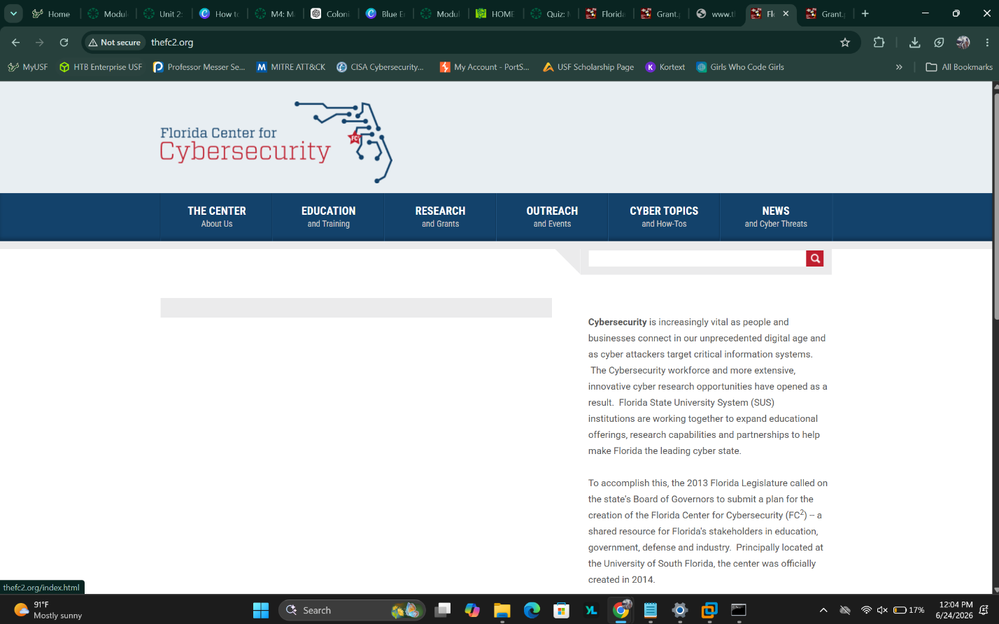 Home
Modul
Unit 2:
How to
M4: M
Coloni
Blue E
Modul
HOME
Quiz:
Florida
Grant.
www.t
Fl
Grant.
Not secure
thefc2.org
MyUSF
HTB Enterprise USF
Professor Messer Se...
MITRE ATT&CK
CISA Cybersecurity...
My Account - PortS...
USF Scholarship Page
Kortext
Girls Who Code Girls
»
All Bookmarks
Florida Center for
Cybersecurity
FC²
THE CENTER
About Us
EDUCATION
and Training
RESEARCH
and Grants
OUTREACH
and Events
CYBER TOPICS
and How-Tos
NEWS
and Cyber Threats
Cybersecurity is increasingly vital as people and
businesses connect in our unprecedented digital age and
as cyber attackers target critical information systems.
The Cybersecurity workforce and more extensive,
innovative cyber research opportunities have opened as a
result. Florida State University System (SUS)
institutions are working together to expand educational
offerings, research capabilities and partnerships to help
make Florida the leading cyber state.
To accomplish this, the 2013 Florida Legislature called on
the state's Board of Governors to submit a plan for the
creation of the Florida Center for Cybersecurity (FC²) -- a
shared resource for Florida's stakeholders in education,
government, defense and industry. Principally located at
the University of South Florida, the center was officially
created in 2014.
thefc2.org/index.html
91°F
Mostly sunny
Search
YL
17%
12:04 PM
6/24/2026